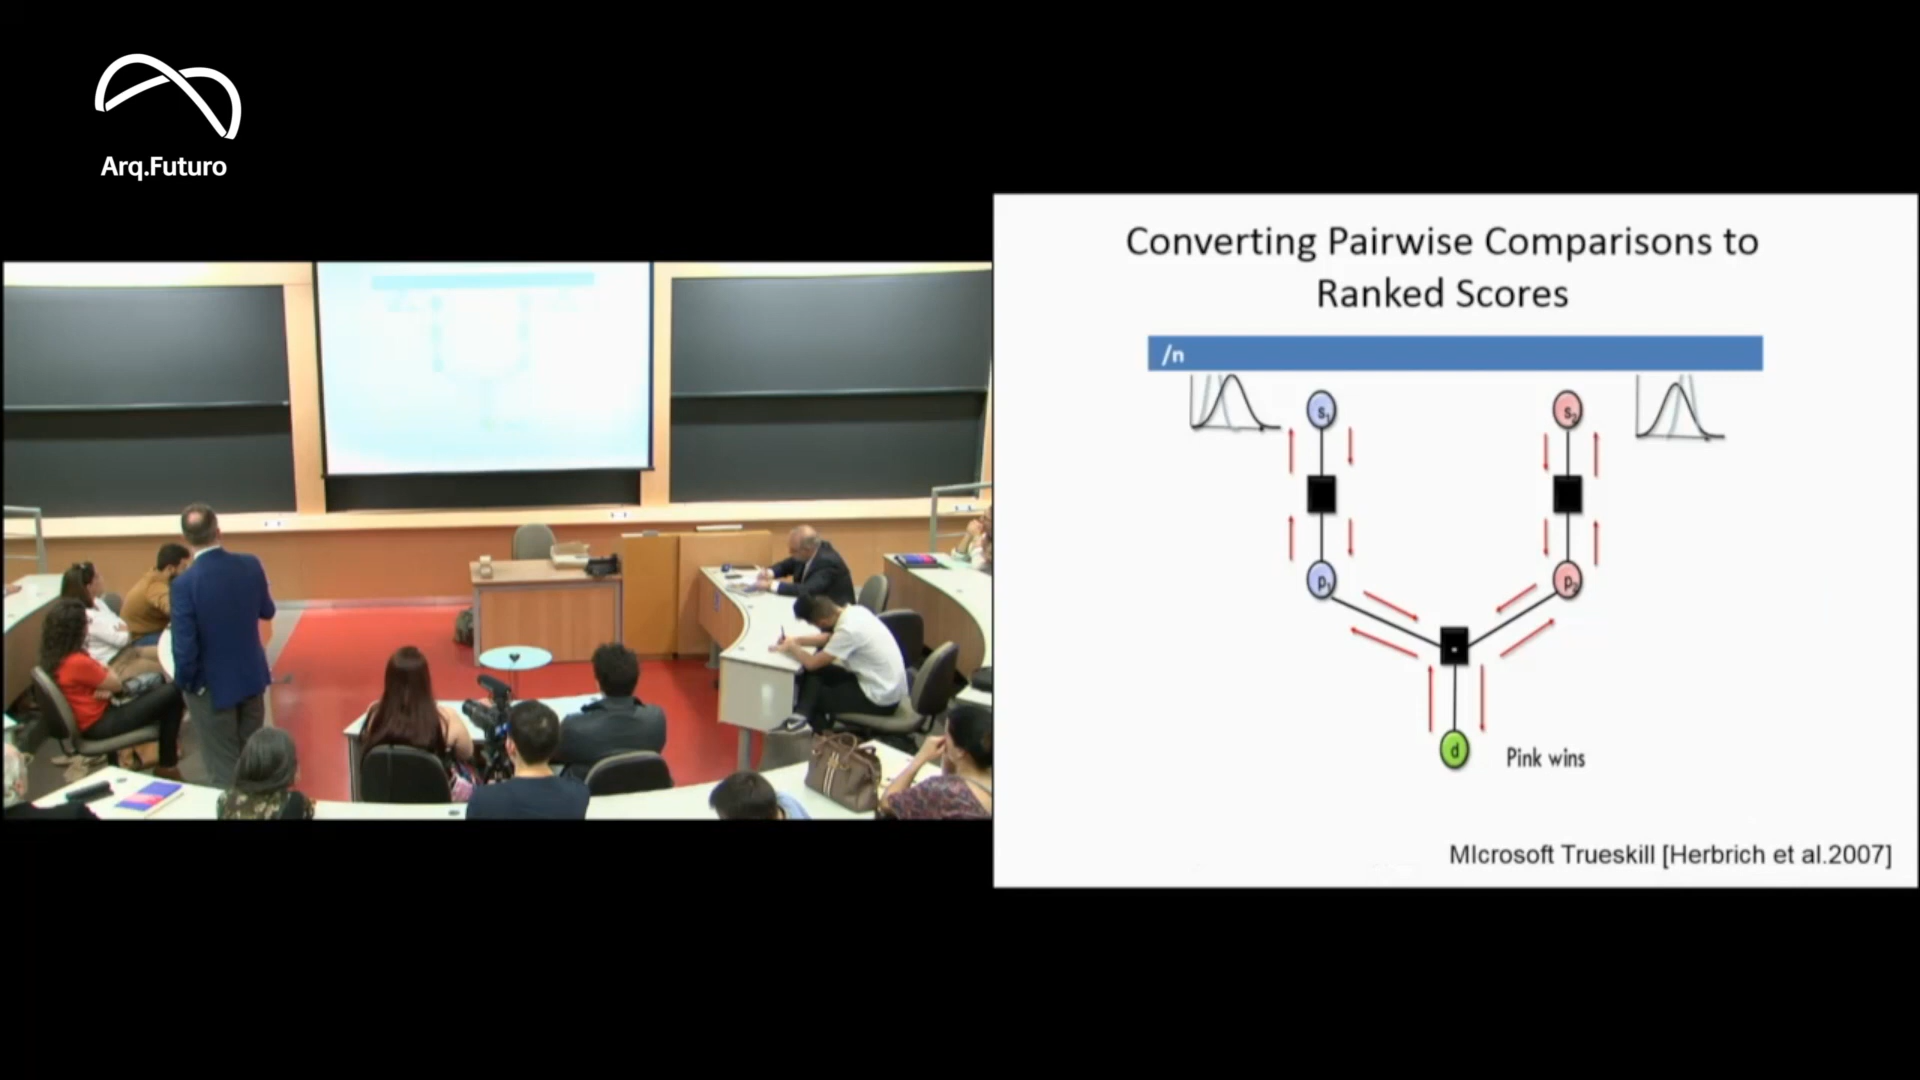 Arq.Futuro
Converting Pairwise Comparisons to
Ranked Scores
/n
s1
s2
p1
p2
d
Pink wins
MIcrosoft Trueskill [Herbrich et al.2007]